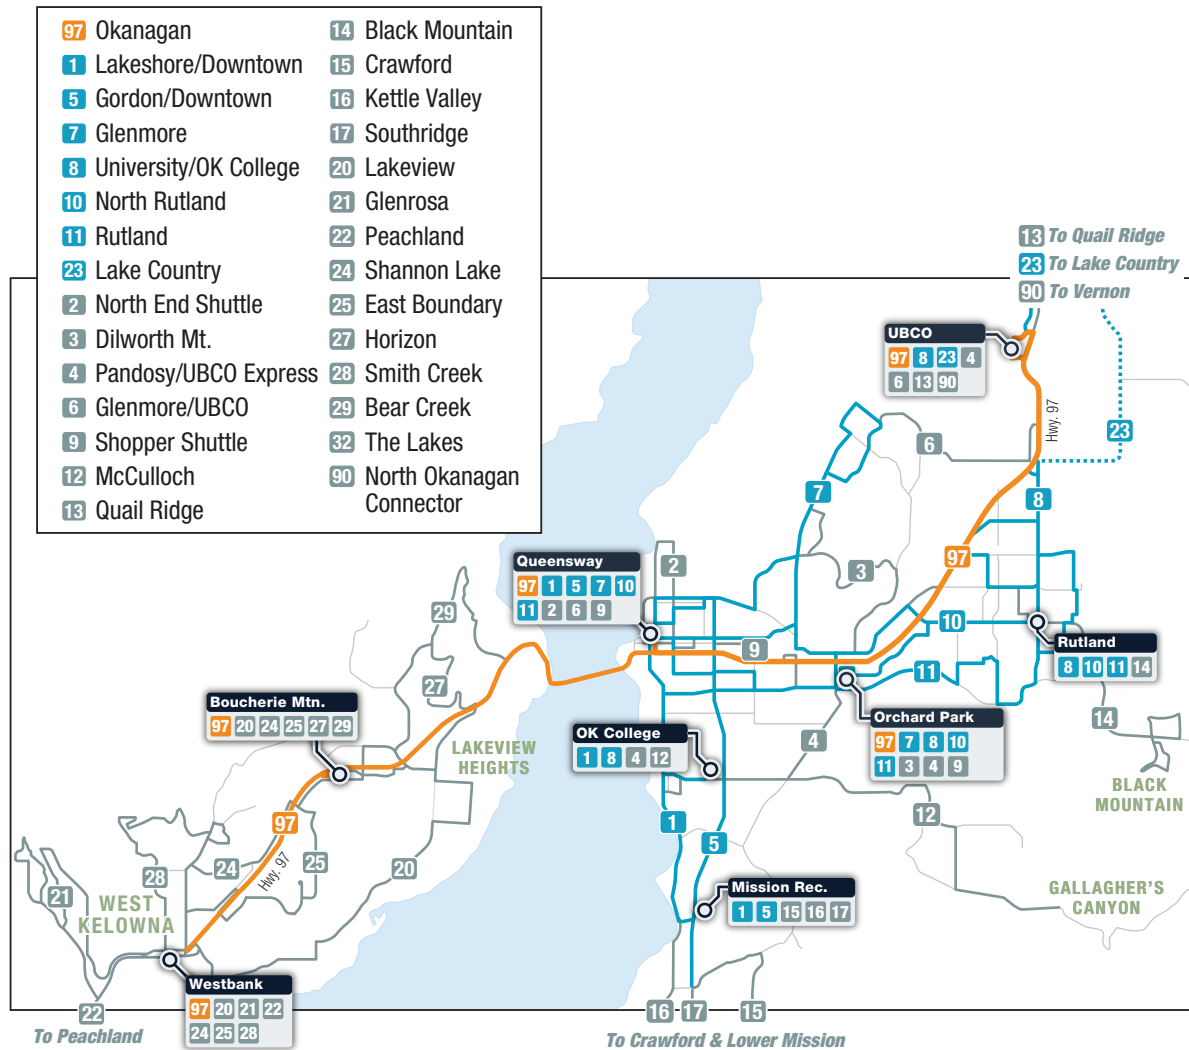 97 Okanagan
1 Lakeshore/Downtown
5 Gordon/Downtown
7 Glenmore
8 University/OK College
10 North Rutland
11 Rutland
23 Lake Country
2 North End Shuttle
3 Dilworth Mt.
4 Pandosy/UBCO Express
6 Glenmore/UBCO
9 Shopper Shuttle
12 McCulloch
13 Quail Ridge
14 Black Mountain
15 Crawford
16 Kettle Valley
17 Southridge
20 Lakeview
21 Glenrosa
22 Peachland
24 Shannon Lake
25 East Boundary
27 Horizon
28 Smith Creek
29 Bear Creek
32 The Lakes
90 North Okanagan
Connector
13 To Quail Ridge
23 To Lake Country
90 To Vernon
UBCO
97 8 23 4
6 13 90
Hwy. 97
23
6
7
8
97
3
2
Queensway
97 1 5 7 10
11 2 6 9
29
27
9
10
11
Rutland
8 10 11 14
14
BLACK
MOUNTAIN
Boucherie Mtn.
97 20 24 25 27 29
LAKEVIEW
HEIGHTS
OK College
1 8 4 12
4
Orchard Park
97 7 8 10
11 3 4 9
12
97
Hwy. 97
24
25
20
28
21
WEST
KELOWNA
1
5
Mission Rec.
1 5 15 16 17
GALLAGHER'S
CANYON
Westbank
97 20 21 22
24 25 28
22
To Peachland
16
17
15
To Crawford & Lower Mission